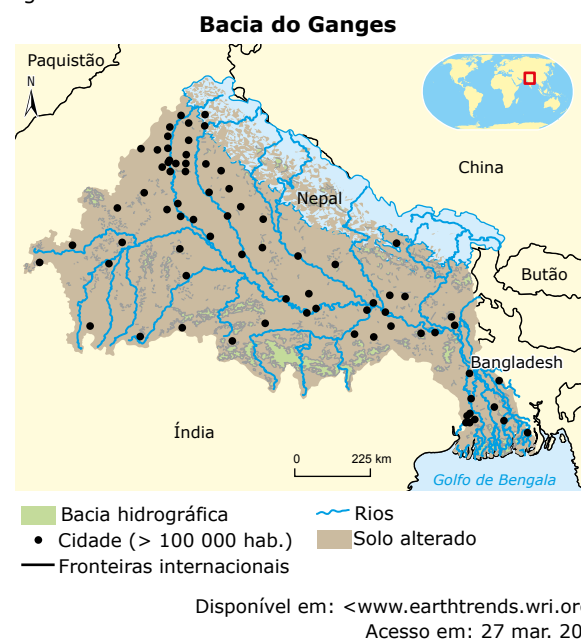 Bacia do Ganges
Paquistão
N
China
Nepal
Butão
Bangladesh
Índia
0 225 km
Golfo de Bengala
Bacia hidrográfica
Rios
Cidade (> 100 000 hab.)
Solo alterado
Fronteiras internacionais
Disponível em: <www.earthtrends.wri.or
Acesso em: 27 mar. 20